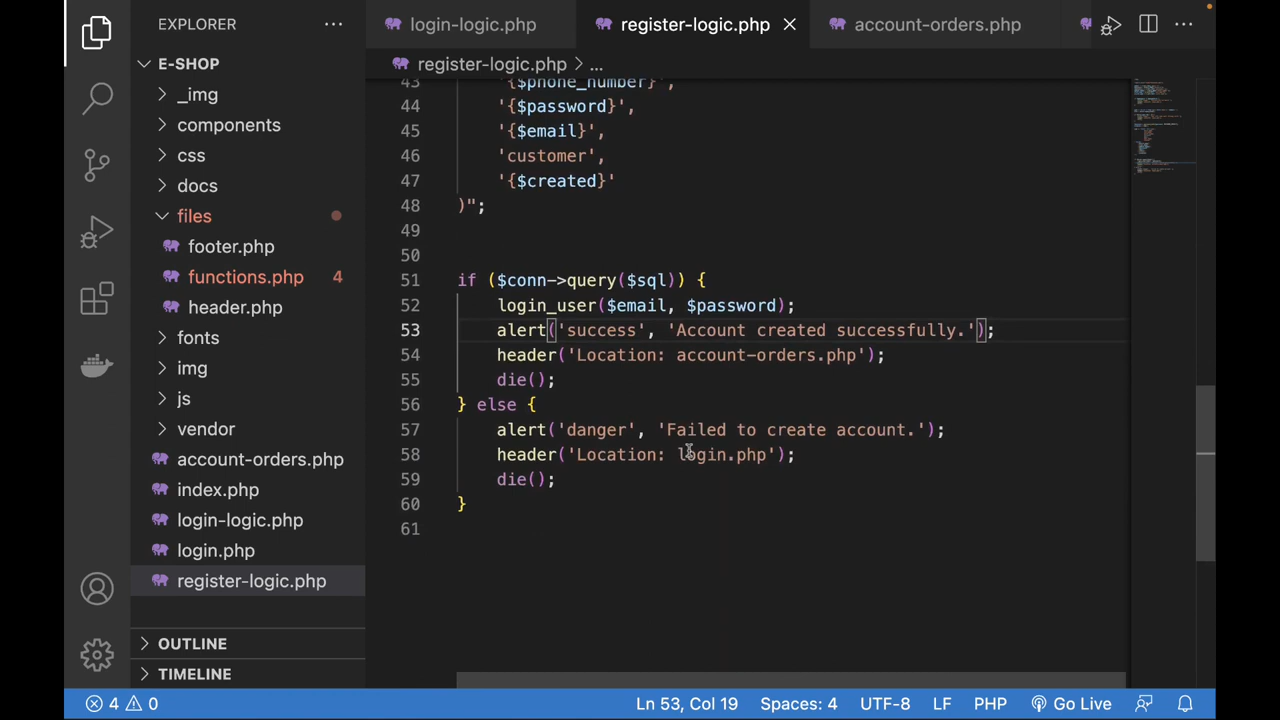 EXPLORER
login-logic.php
register-logic.php
account-orders.php
E-SHOP
register-logic.php > ...
_img
components
css
docs
files
footer.php
functions.php 4
header.php
fonts
img
js
vendor
account-orders.php
index.php
login-logic.php
login.php
register-logic.php
OUTLINE
TIMELINE
43 '{$phone_number}',
44 '{$password}',
45 '{$email}',
46 'customer',
47 '{$created}'
48 )";
49
50
51 if ($conn->query($sql)) {
52 login_user($email, $password);
53 alert('success', 'Account created successfully.');
54 header('Location: account-orders.php');
55 die();
56 } else {
57 alert('danger', 'Failed to create account.');
58 header('Location: login.php');
59 die();
60 }
61
4 0
Ln 53, Col 19
Spaces: 4
UTF-8
LF
PHP
Go Live